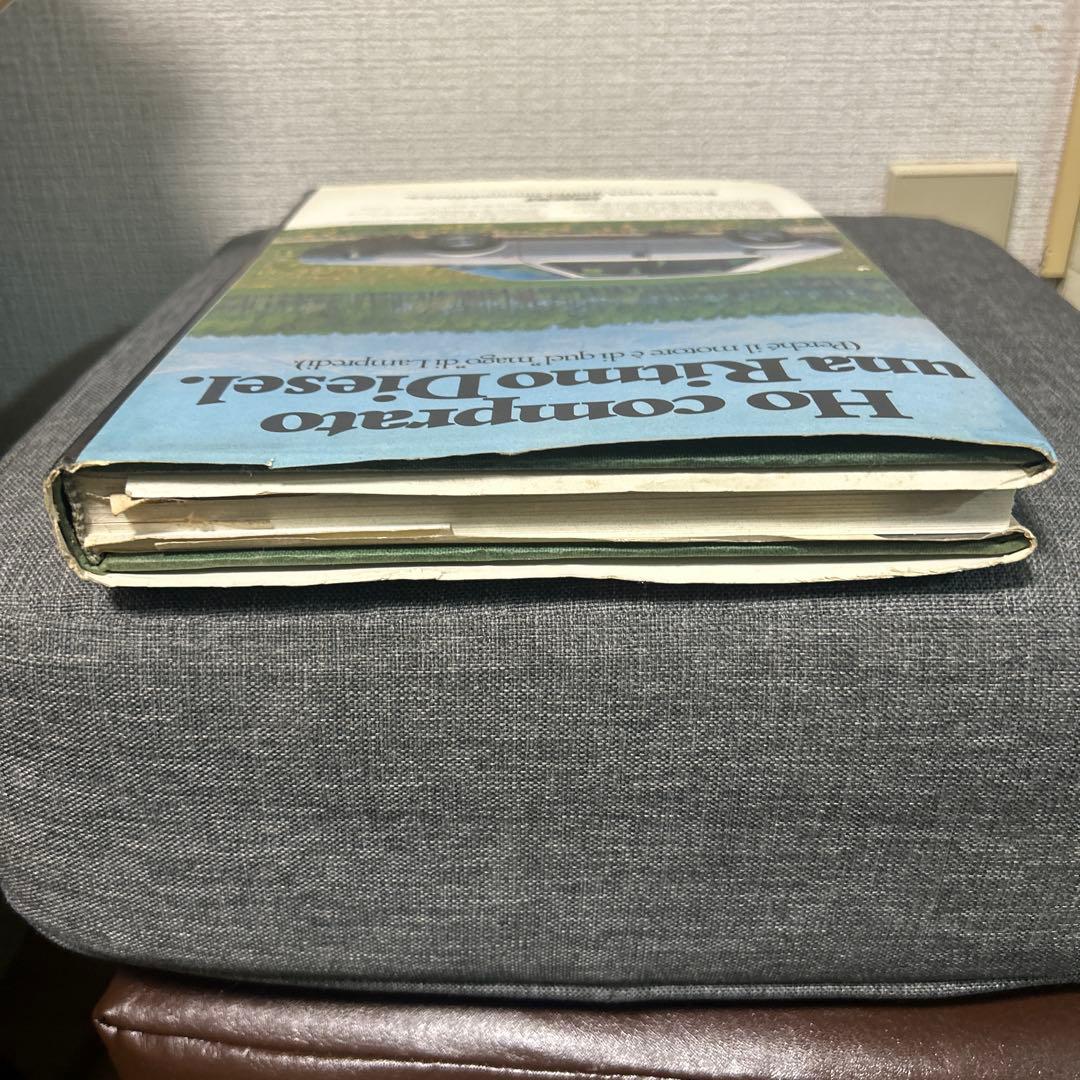 Ho comprato
una Ritmo Diesel.
(Perché il motore è di quel "mago" di Lampredi).